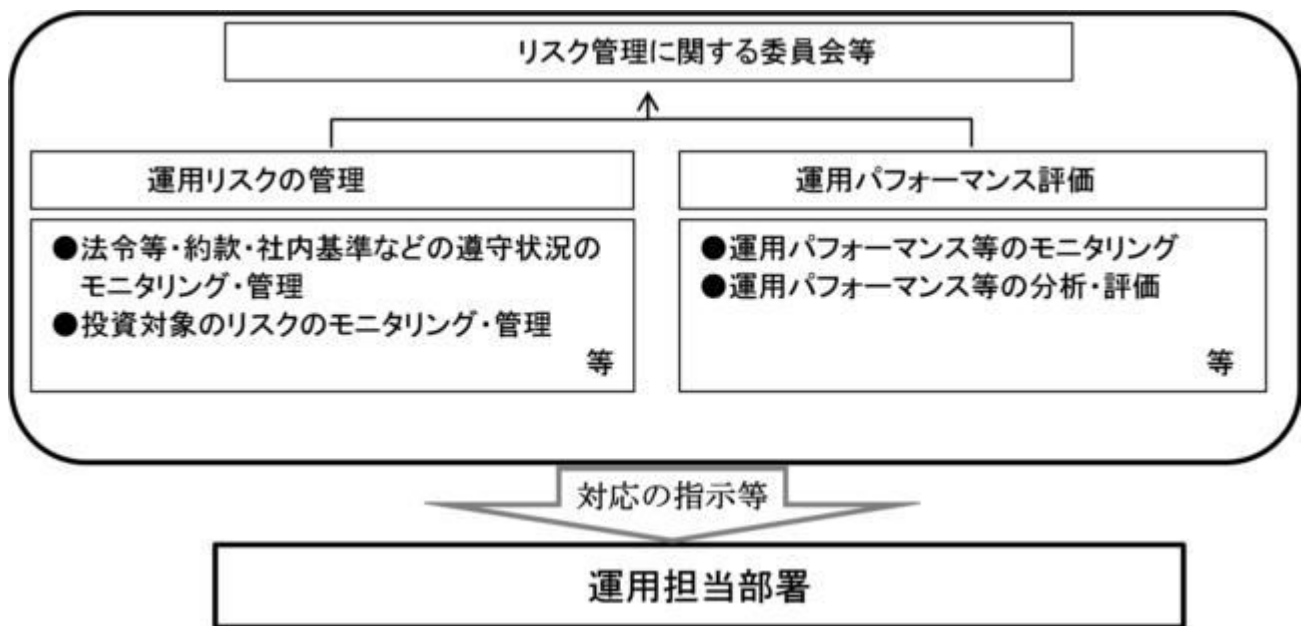 リスク管理に関する委員会等
運用リスクの管理
●法令等・約款・社内基準などの遵守状況の
モニタリング・管理
●投資対象のリスクのモニタリング・管理
等
運用パフォーマンス評価
●運用パフォーマンス等のモニタリング
●運用パフォーマンス等の分析・評価
等
対応の指示等
運用担当部署